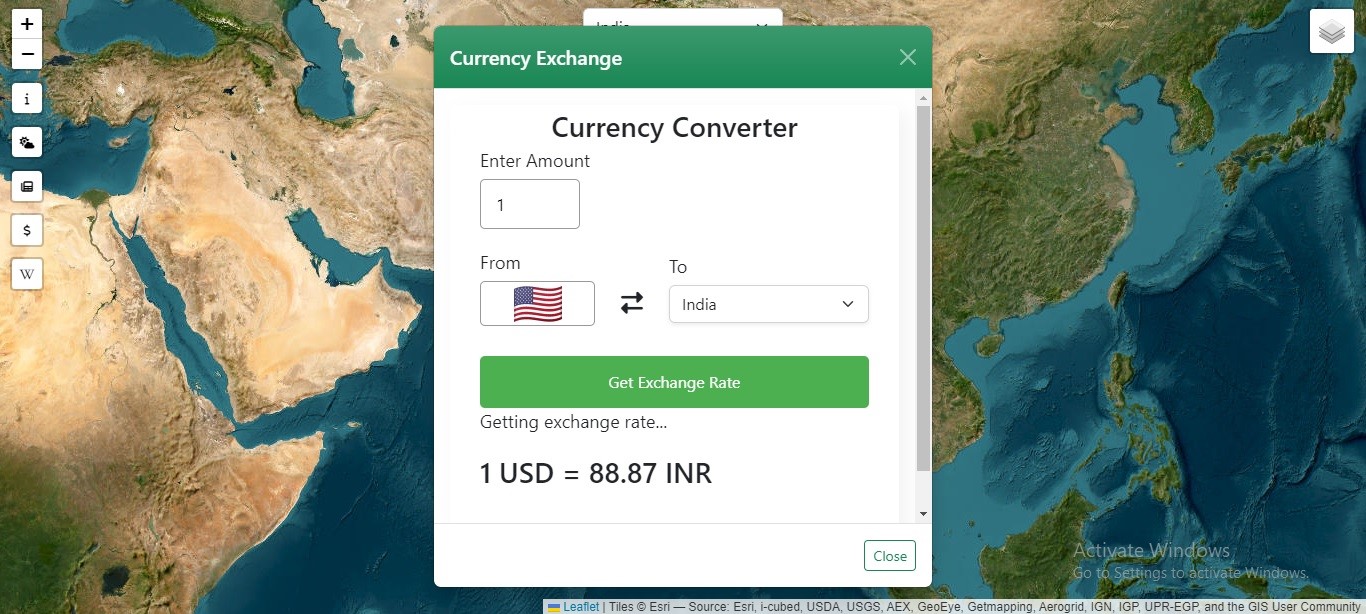 +
−
i
$
W
India
Currency Exchange
Currency Converter
Enter Amount
1
From
To
India
Get Exchange Rate
Getting exchange rate...
1 USD = 88.87 INR
Close
Activate Windows
Go to Settings to activate Windows.
Leaflet | Tiles © Esri — Source: Esri, i-cubed, USDA, USGS, AEX, GeoEye, Getmapping, Aerogrid, IGN, IGP, UPR-EGP, and the GIS User Community